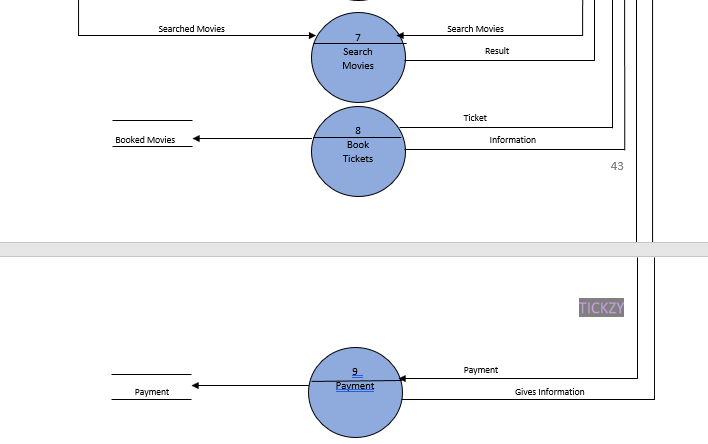 Searched Movies
7
Search
Movies
Search Movies
Result
8
Book
Tickets
Ticket
Booked Movies
Information
43
TICKZY
9
Payment
Payment
Payment
Gives Information